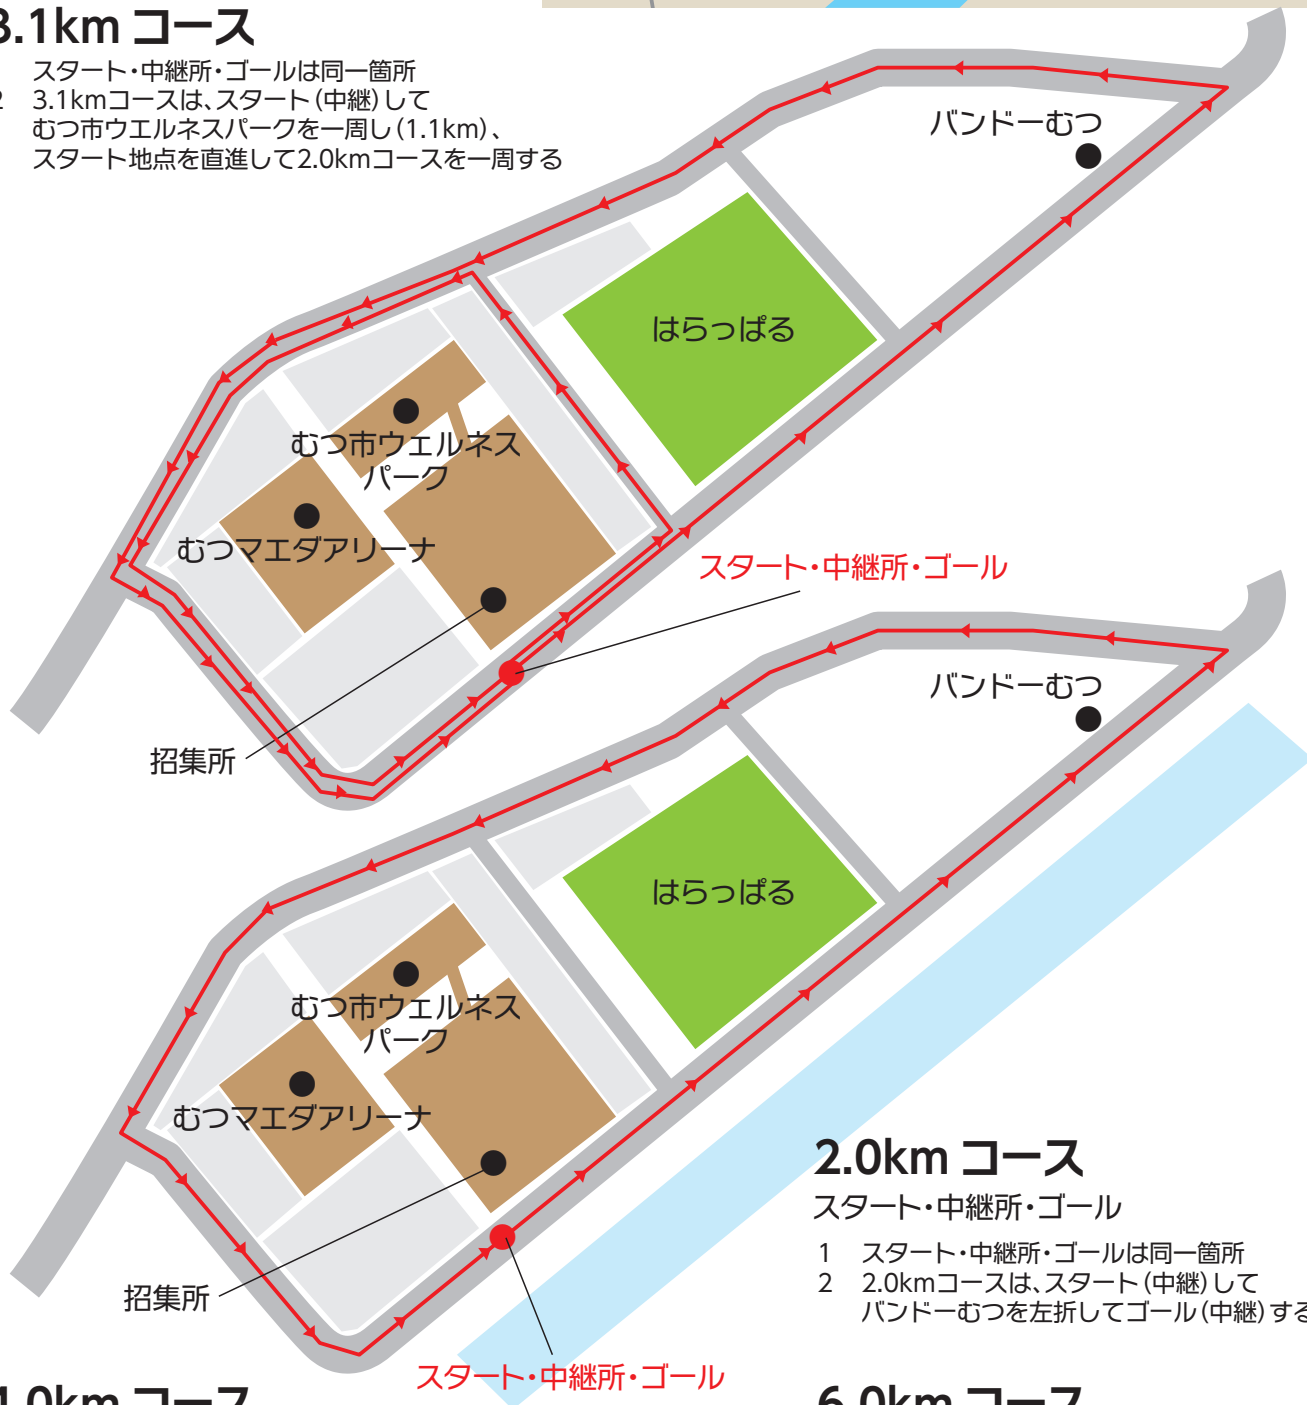 3.1km コース
スタート・中継所・ゴールは同一箇所
2 3.1kmコースは、スタート(中継)して
むつ市ウエルネスパークを一周し(1.1km)、
スタート地点を直進して2.0kmコースを一周する
バンドーむつ
はらっぱる
むつ市ウェルネス
パーク
むつマエダアリーナ
スタート・中継所・ゴール
招集所
バンドーむつ
はらっぱる
むつ市ウェルネス
パーク
むつマエダアリーナ
招集所
スタート・中継所・ゴール
2.0km コース
スタート・中継所・ゴール
1 スタート・中継所・ゴールは同一箇所
2 2.0kmコースは、スタート(中継)して
バンドーむつを左折してゴール(中継)する
.0km コース
6.0km コース